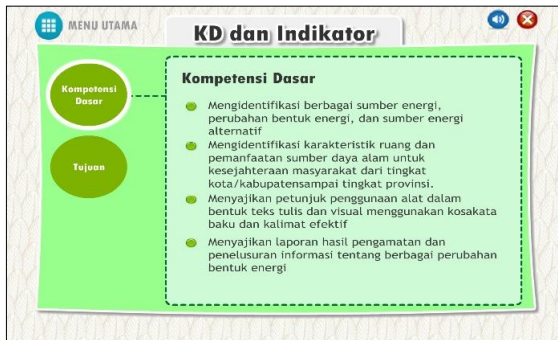 MENU UTAMA
KD dan Indikator
Kompetensi
Dasar
Tujuan
Kompetensi Dasar
Mengidentifikasi berbagai sumber energi,
perubahan bentuk energi, dan sumber energi
alternatif
Mengidentifikasi karakteristik ruang dan
pemanfaatan sumber daya alam untuk
kesejahteraan masyarakat dari tingkat
kota/kabupatensampai tingkat provinsi.
Menyajikan petunjuk penggunaan alat dalam
bentuk teks tulis dan visual menggunakan kosakata
baku dan kalimat efektif
Menyajikan laporan hasil pengamatan dan
penelusuran informasi tentang berbagai perubahan
bentuk energi